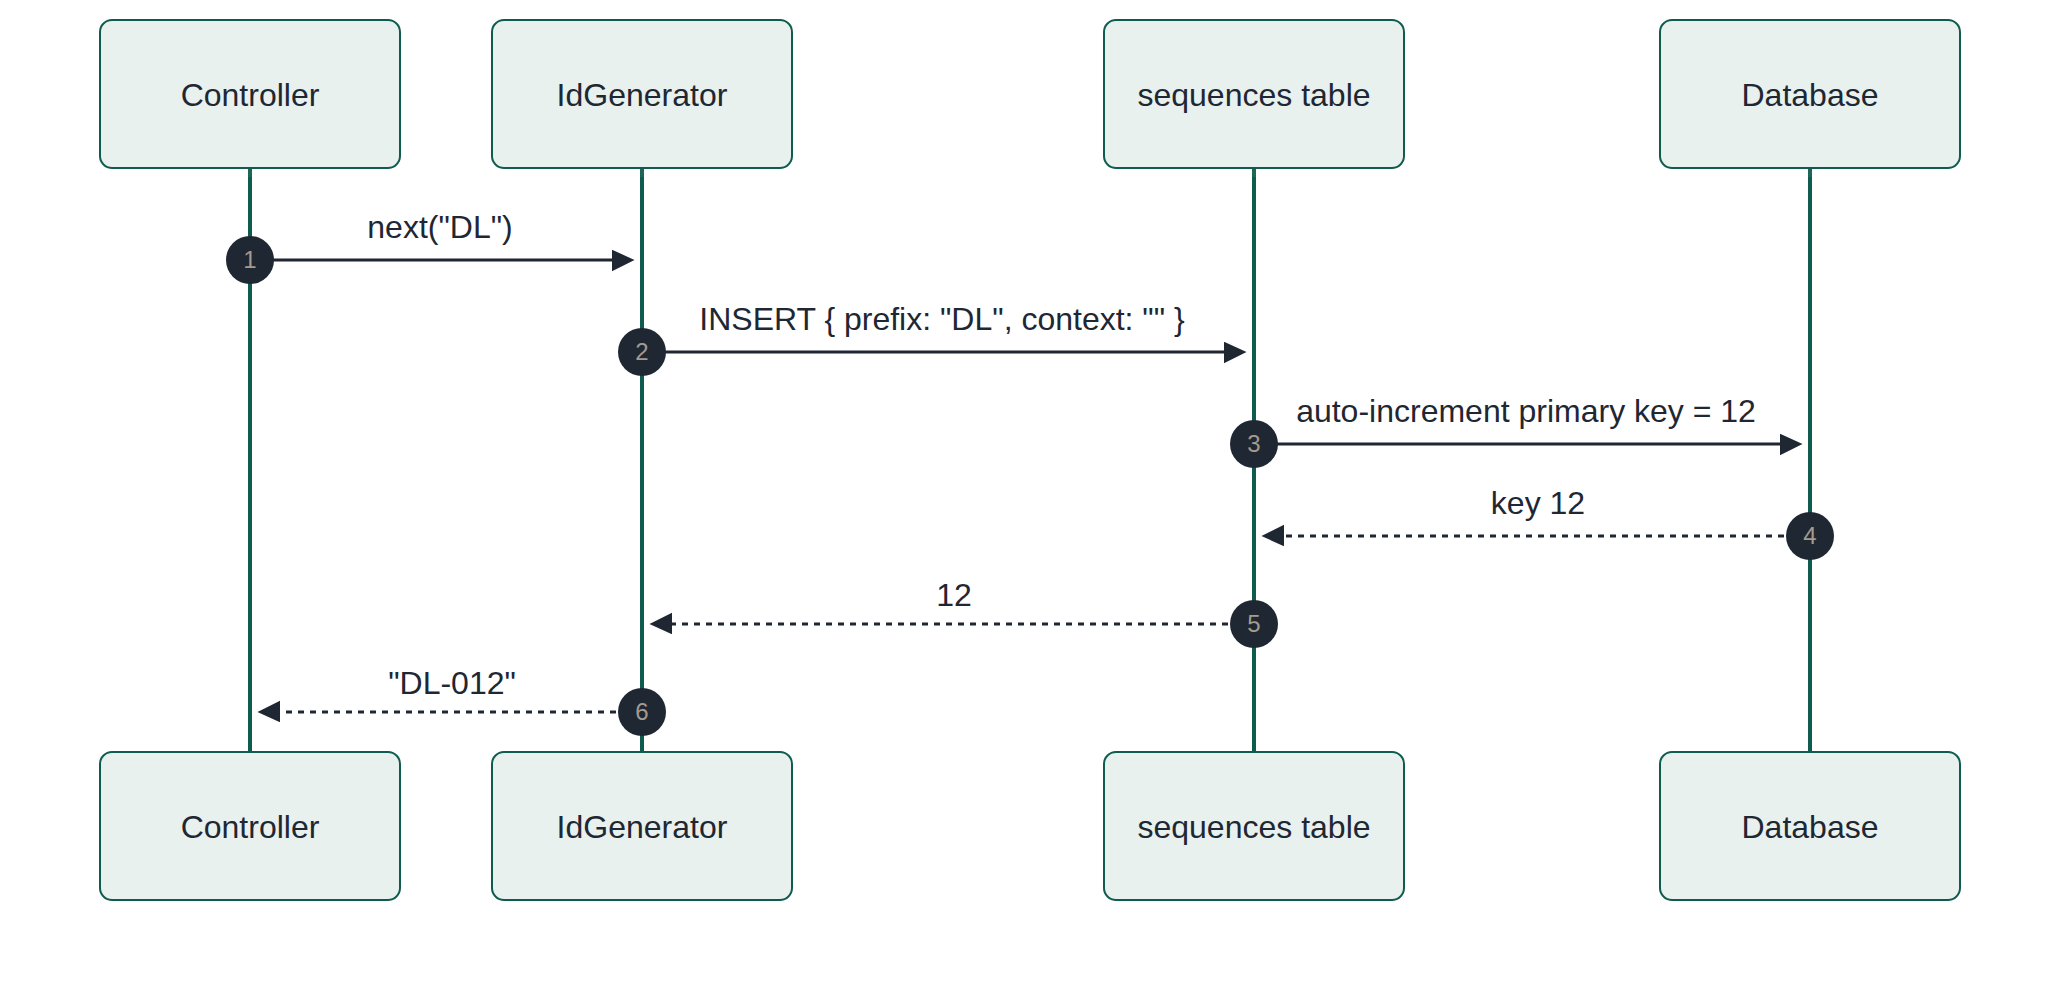 Controller
IdGenerator
sequences table
Database
next("DL")
1
INSERT { prefix: "DL", context: "" }
2
auto-increment primary key = 12
3
key 12
4
12
5
"DL-012"
6
Controller
IdGenerator
sequences table
Database